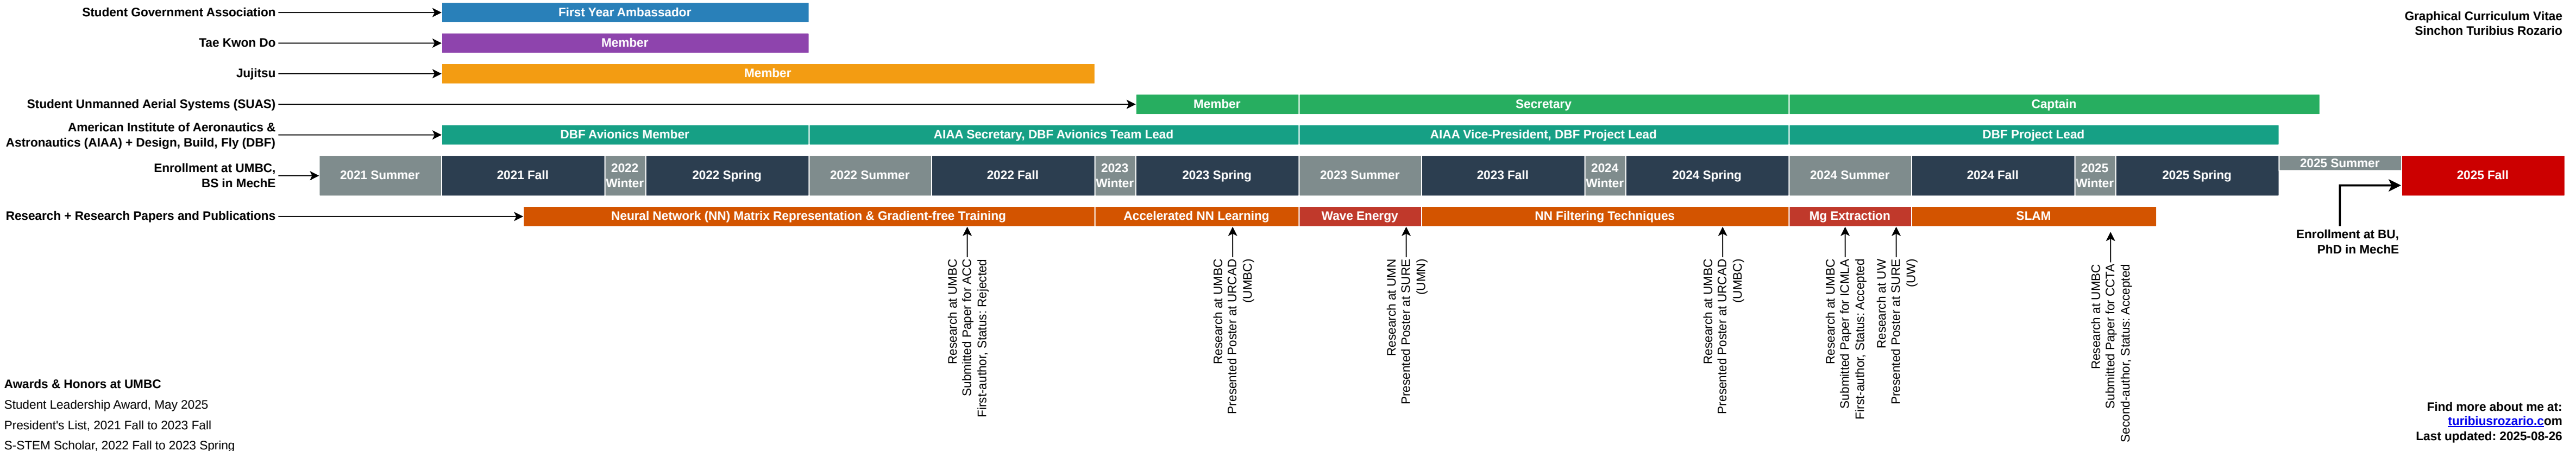 Student Government Association
First Year Ambassador
Graphical Curriculum Vitae
Sinchon Turibius Rozario
Tae Kwon Do
Member
Jujitsu
Member
Student Unmanned Aerial Systems (SUAS)
Member
Secretary
Captain
American Institute of Aeronautics &
Astronautics (AIAA) + Design, Build, Fly (DBF)
DBF Avionics Member
AIAA Secretary, DBF Avionics Team Lead
AIAA Vice-President, DBF Project Lead
DBF Project Lead
Enrollment at UMBC,
BS in MechE
2021 Summer
2021 Fall
2022
Winter
2022 Spring
2022 Summer
2022 Fall
2023
Winter
2023 Spring
2023 Summer
2023 Fall
2024
Winter
2024 Spring
2024 Summer
2024 Fall
2025
Winter
2025 Spring
2025 Summer
2025 Fall
Research + Research Papers and Publications
Neural Network (NN) Matrix Representation & Gradient-free Training
Accelerated NN Learning
Wave Energy
NN Filtering Techniques
Mg Extraction
SLAM
Enrollment at BU,
PhD in MechE
Research at UMBC
Submitted Paper for ACC
First-author, Status: Rejected
Research at UMBC
Presented Poster at URCAD
(UMBC)
Research at UMN
Presented Poster at SURE
(UMN)
Research at UMBC
Presented Poster at URCAD
(UMBC)
Research at UMBC
Submitted Paper for ICMLA
First-author, Status: Accepted
Research at UW
Presented Poster at SURE
(UW)
Research at UMBC
Submitted Paper for CCTA
Second-author, Status: Accepted
Awards & Honors at UMBC
Student Leadership Award, May 2025
President's List, 2021 Fall to 2023 Fall
S-STEM Scholar, 2022 Fall to 2023 Spring
Find more about me at:
turibiusrozario.com
Last updated: 2025-08-26